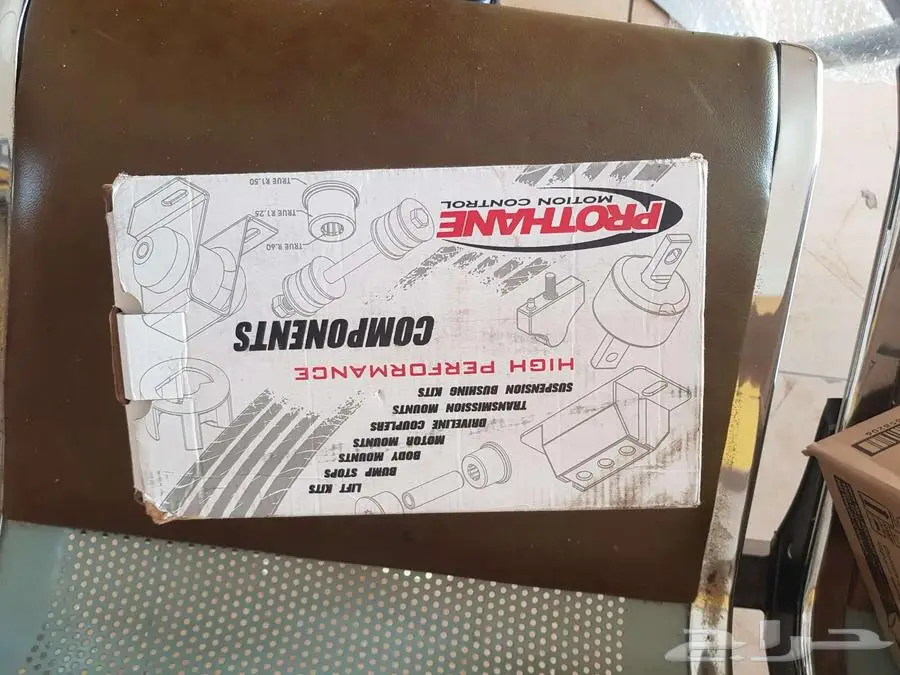 PROTHANE
MOTION CONTROL
TRUE R1.50
TRUE R1.25
TRUE R.60
COMPONENTS
HIGH PERFORMANCE
SUSPENSION BUSHING KITS
TRANSMISSION MOUNTS
DRIVELINE COUPLERS
MOTOR MOUNTS
BODY MOUNTS
BUMP STOPS
LIFT KITS
حراج